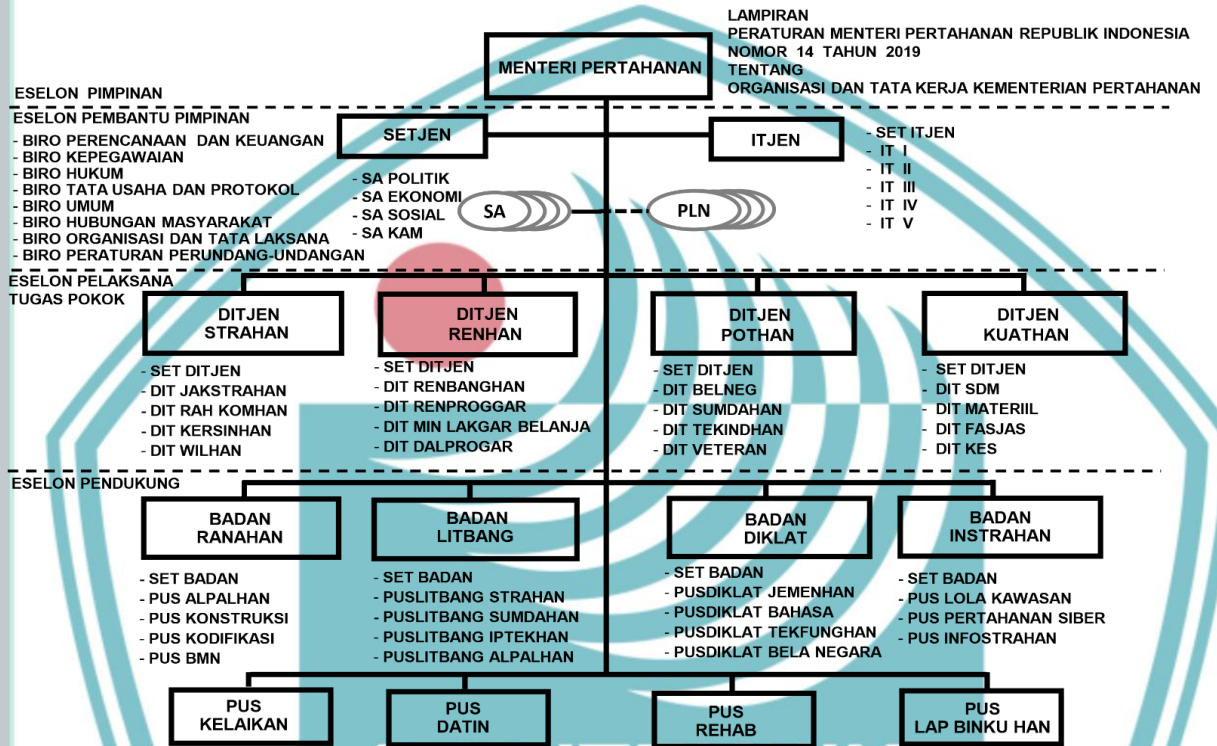 LAMPIRAN
PERATURAN MENTERI PERTAHANAN REPUBLIK INDONESIA
NOMOR 14 TAHUN 2019
TENTANG
ORGANISASI DAN TATA KERJA KEMENTERIAN PERTAHANAN
MENTERI PERTAHANAN
ESELON PIMPINAN
ESELON PEMBANTU PIMPINAN
- BIRO PERENCANAAN DAN KEUANGAN
- BIRO KEPEGAWAIAN
- BIRO HUKUM
- BIRO TATA USAHA DAN PROTOKOL
- BIRO UMUM
- BIRO HUBUNGAN MASYARAKAT
- BIRO ORGANISASI DAN TATA LAKSANA
- BIRO PERATURAN PERUNDANG-UNDANGAN
SETJEN
- SA POLITIK
- SA EKONOMI
- SA SOSIAL
- SA KAM
SA
PLN
ITJEN
- SET ITJEN
- IT I
- IT II
- IT III
- IT IV
- IT V
ESELON PELAKSANA
TUGAS POKOK
DITJEN
STRAHAN
- SET DITJEN
- DIT JAKSTRAHAN
- DIT RAH KOMHAN
- DIT KERSINHAN
- DIT WILHAN
DITJEN
RENHAN
- SET DITJEN
- DIT RENBANGHAN
- DIT RENPROGGAR
- DIT MIN LAKGAR BELANJA
- DIT DALPROGAR
DITJEN
POTHAN
- SET DITJEN
- DIT BELNEG
- DIT SUMDAHAN
- DIT TEKINDHAN
- DIT VETERAN
DITJEN
KUATHAN
- SET DITJEN
- DIT SDM
- DIT MATERIIL
- DIT FASJAS
- DIT KES
ESELON PENDUKUNG
BADAN
RANAHAN
- SET BADAN
- PUS ALPALHAN
- PUS KONSTRUKSI
- PUS KODIFIKASI
- PUS BMN
BADAN
LITBANG
- SET BADAN
- PUSLITBANG STRAHAN
- PUSLITBANG SUMDAHAN
- PUSLITBANG IPTEKHAN
- PUSLITBANG ALPALHAN
BADAN
DIKLAT
- SET BADAN
- PUSDIKLAT JEMENHAN
- PUSDIKLAT BAHASA
- PUSDIKLAT TEKFUNGHAN
- PUSDIKLAT BELA NEGARA
BADAN
INSTRAHAN
- SET BADAN
- PUS LOLA KAWASAN
- PUS PERTAHANAN SIBER
- PUS INFOSTRAHAN
PUS
KELAIKAN
PUS
DATIN
PUS
REHAB
PUS
LAP BINKU HAN